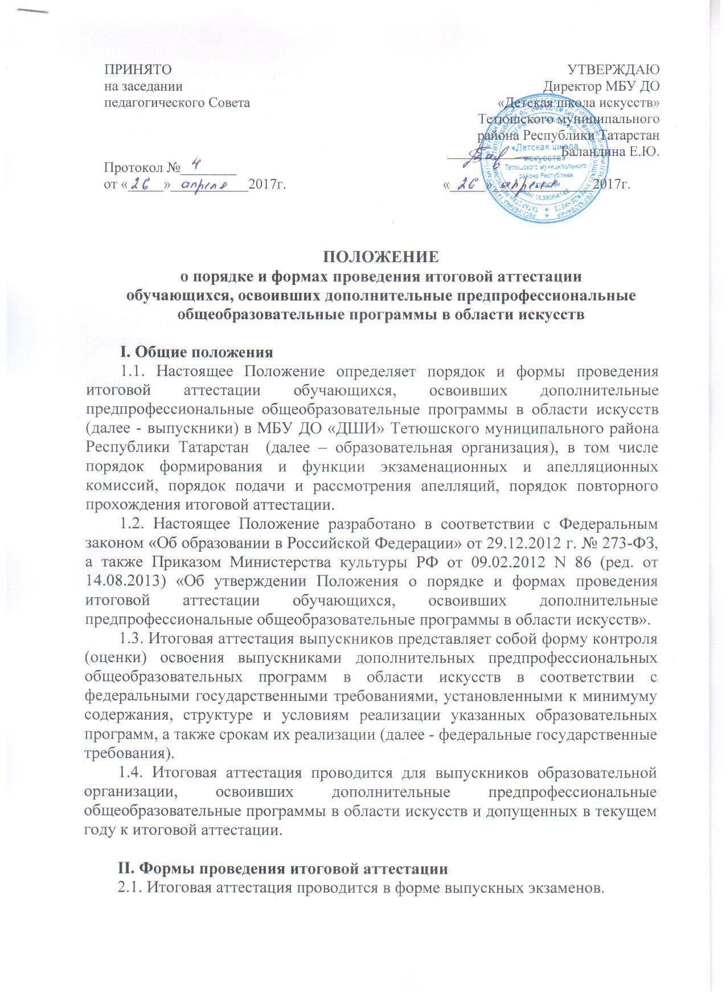 ПРИНЯТО
на заседании
педагогического Совета
Протокол № 4
от «26» апреля 2017г.
УТВЕРЖДАЮ
Директор МБУ ДО
«Детская школа искусств»
Тетюшского муниципального
района Республики Татарстан
Баландина Е.Ю.
«26» апреля 2017г.
«Детская школа
искусств»
Тетюшского муниципального
района Республики
Татарстан
ПОЛОЖЕНИЕ
о порядке и формах проведения итоговой аттестации
обучающихся, освоивших дополнительные предпрофессиональные
общеобразовательные программы в области искусств
I. Общие положения
1.1. Настоящее Положение определяет порядок и формы проведения
итоговой аттестации обучающихся, освоивших дополнительные
предпрофессиональные общеобразовательные программы в области искусств
(далее - выпускники) в МБУ ДО «ДШИ» Тетюшского муниципального района
Республики Татарстан (далее – образовательная организация), в том числе
порядок формирования и функции экзаменационных и апелляционных
комиссий, порядок подачи и рассмотрения апелляций, порядок повторного
прохождения итоговой аттестации.
1.2. Настоящее Положение разработано в соответствии с Федеральным
законом «Об образовании в Российской Федерации» от 29.12.2012 г. № 273-ФЗ,
а также Приказом Министерства культуры РФ от 09.02.2012 N 86 (ред. от
14.08.2013) «Об утверждении Положения о порядке и формах проведения
итоговой аттестации обучающихся, освоивших дополнительные
предпрофессиональные общеобразовательные программы в области искусств».
1.3. Итоговая аттестация выпускников представляет собой форму контроля
(оценки) освоения выпускниками дополнительных предпрофессиональных
общеобразовательных программ в области искусств в соответствии с
федеральными государственными требованиями, установленными к минимуму
содержания, структуре и условиям реализации указанных образовательных
программ, а также срокам их реализации (далее - федеральные государственные
требования).
1.4. Итоговая аттестация проводится для выпускников образовательной
организации, освоивших дополнительные предпрофессиональные
общеобразовательные программы в области искусств и допущенных в текущем
году к итоговой аттестации.
II. Формы проведения итоговой аттестации
2.1. Итоговая аттестация проводится в форме выпускных экзаменов.